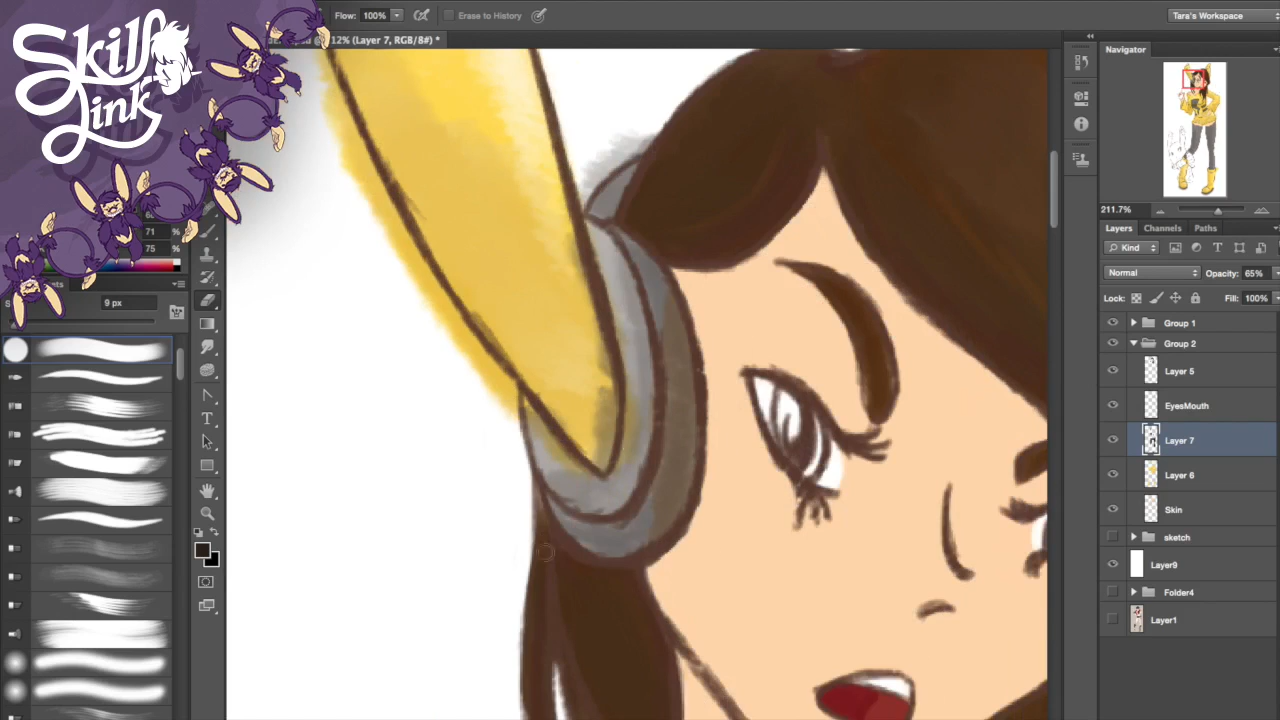 Skill
Link
Flow: 100%
Erase to History
Tara's Workspace
12% (Layer 7, RGB/8#) *
Navigator
211.7%
Layers Channels Paths
Kind
Normal Opacity: 65%
Lock: Fill: 100%
Group 1
Group 2
Layer 5
EyesMouth
Layer 7
Layer 6
Skin
sketch
Layer9
Folder4
Layer1
71 %
75 %
9 px